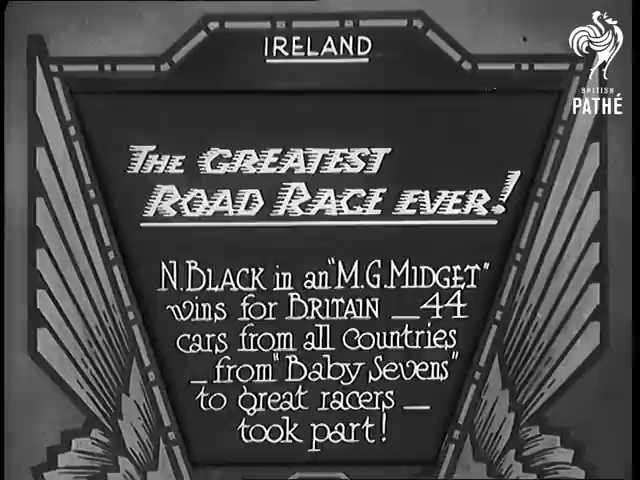 IRELAND
BRITISH
PATHÉ
THE GREATEST
ROAD RACE EVER!
N. BLACK in an "M.G. MIDGET"
wins for BRITAIN _ 44
cars from all Countries
_ from "Baby Sevens"
to great racers _
took part!